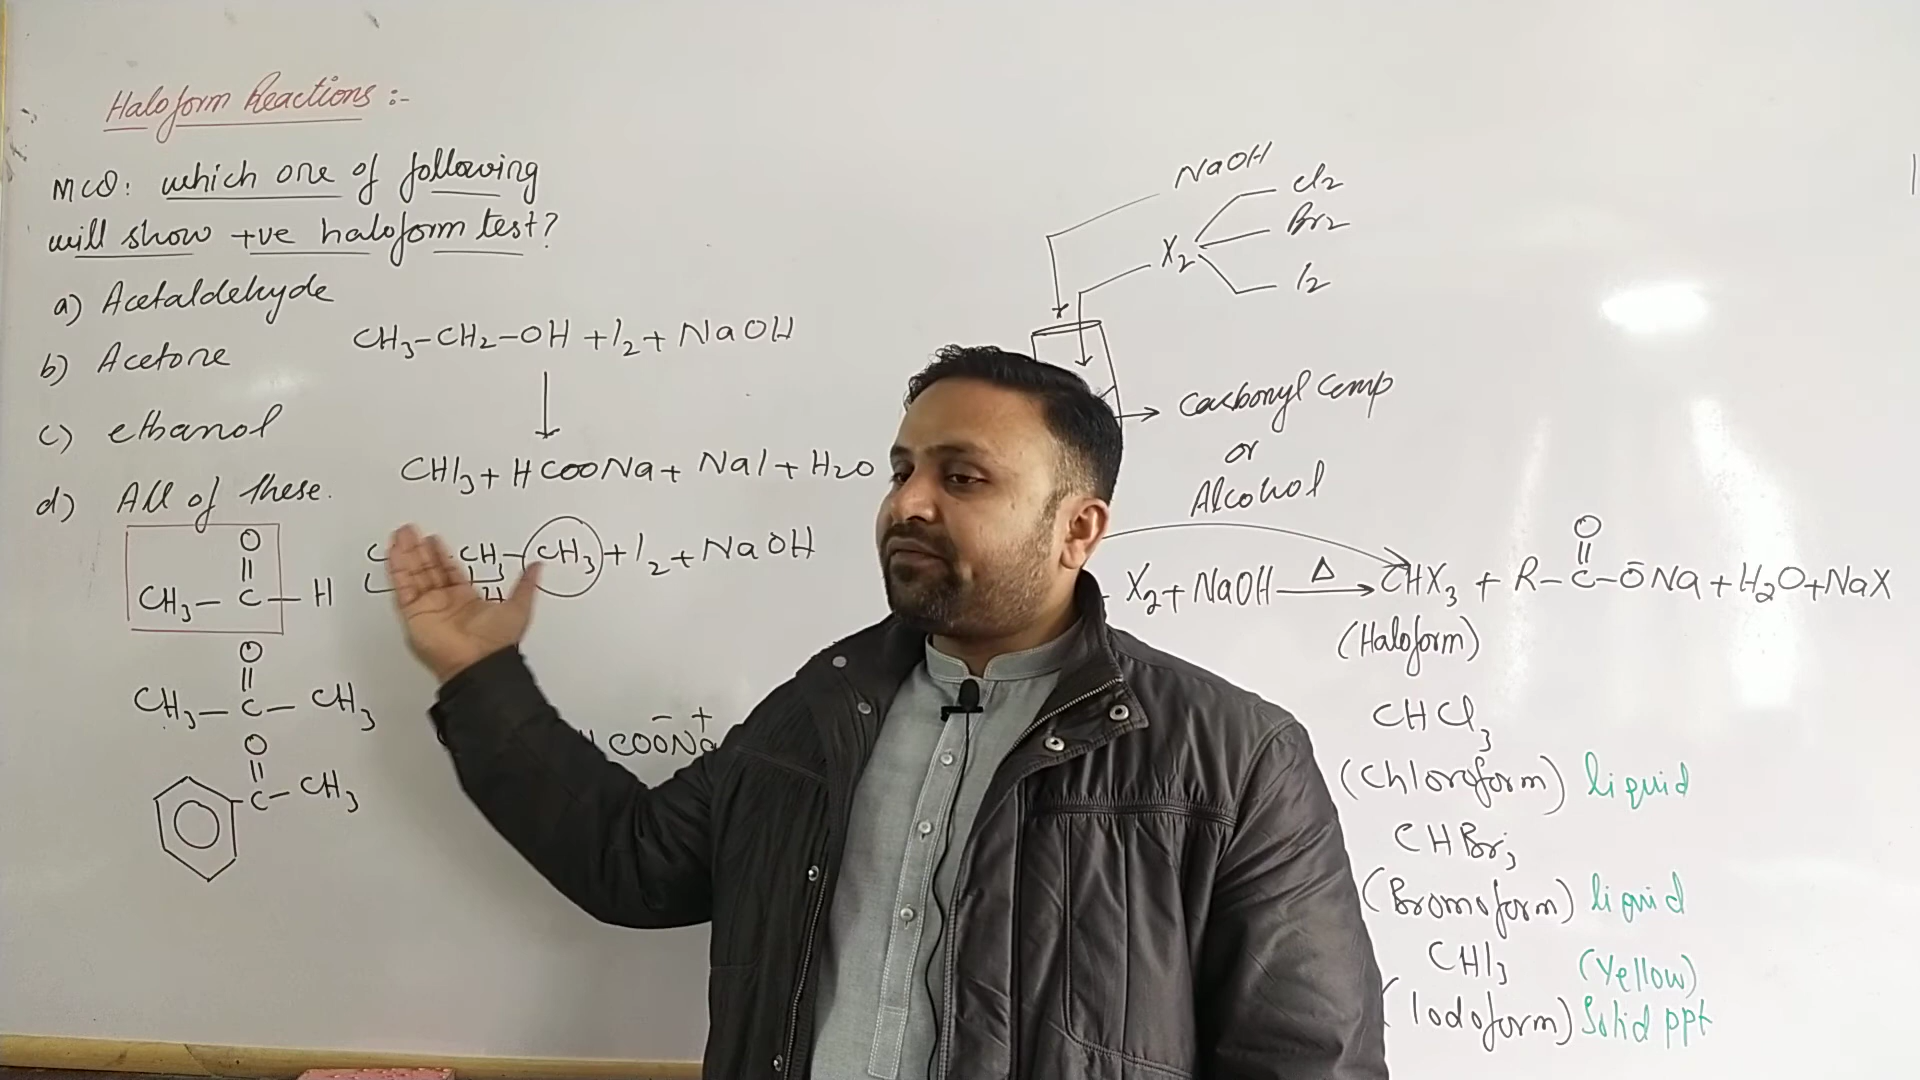 Haloform Reactions :-
MCQ: which one of following
will show +ve haloform test?
a) Acetaldehyde
b) Acetone
c) ethanol
d) All of these.
O
CH3 — C — H
O
CH3 — C — CH3
O
C — CH3
CH3-CH2-OH + I2 + NaOH
CHI3 + HCOONa + NaI + H2O
CH - CH3 + I2 + NaOH
H
COONa
- +
NaOH
X2
Cl2
Br2
I2
Carbonyl Comp
or
Alcohol
O
X2 + NaOH Δ CHX3 + R-C-ONa + H2O + NaX
(Haloform)
CHCl3
(Chloroform) liquid
CHBr3
(Bromoform) liquid
CHI3 (Yellow)
(Iodoform) Solid ppt